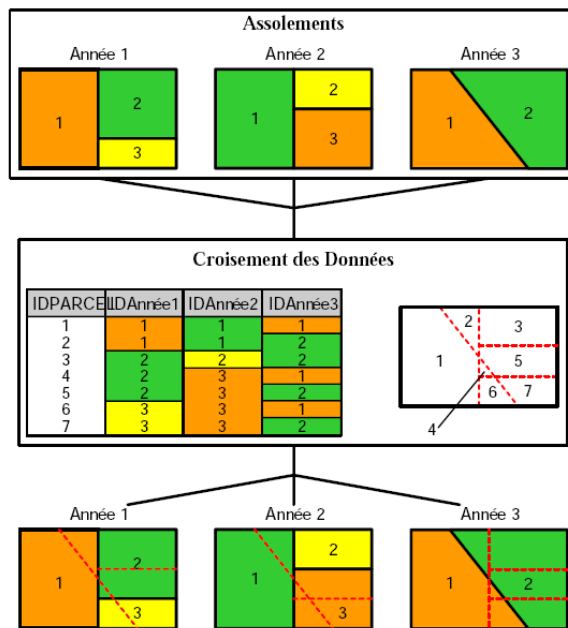 Assolements
Année 1 Année 2 Année 3
1 2 3 1 2 3 1 2
Croisement des Données
IDPARCELLE IDAnnée1 IDAnnée2 IDAnnée3
1 1 1 1
2 1 1 2
3 2 2 2
4 2 3 1
5 2 3 2
6 3 3 1
7 3 3 2
1 2 3 5 6 7 4
Année 1 Année 2 Année 3
1 2 3 1 2 3 1 2